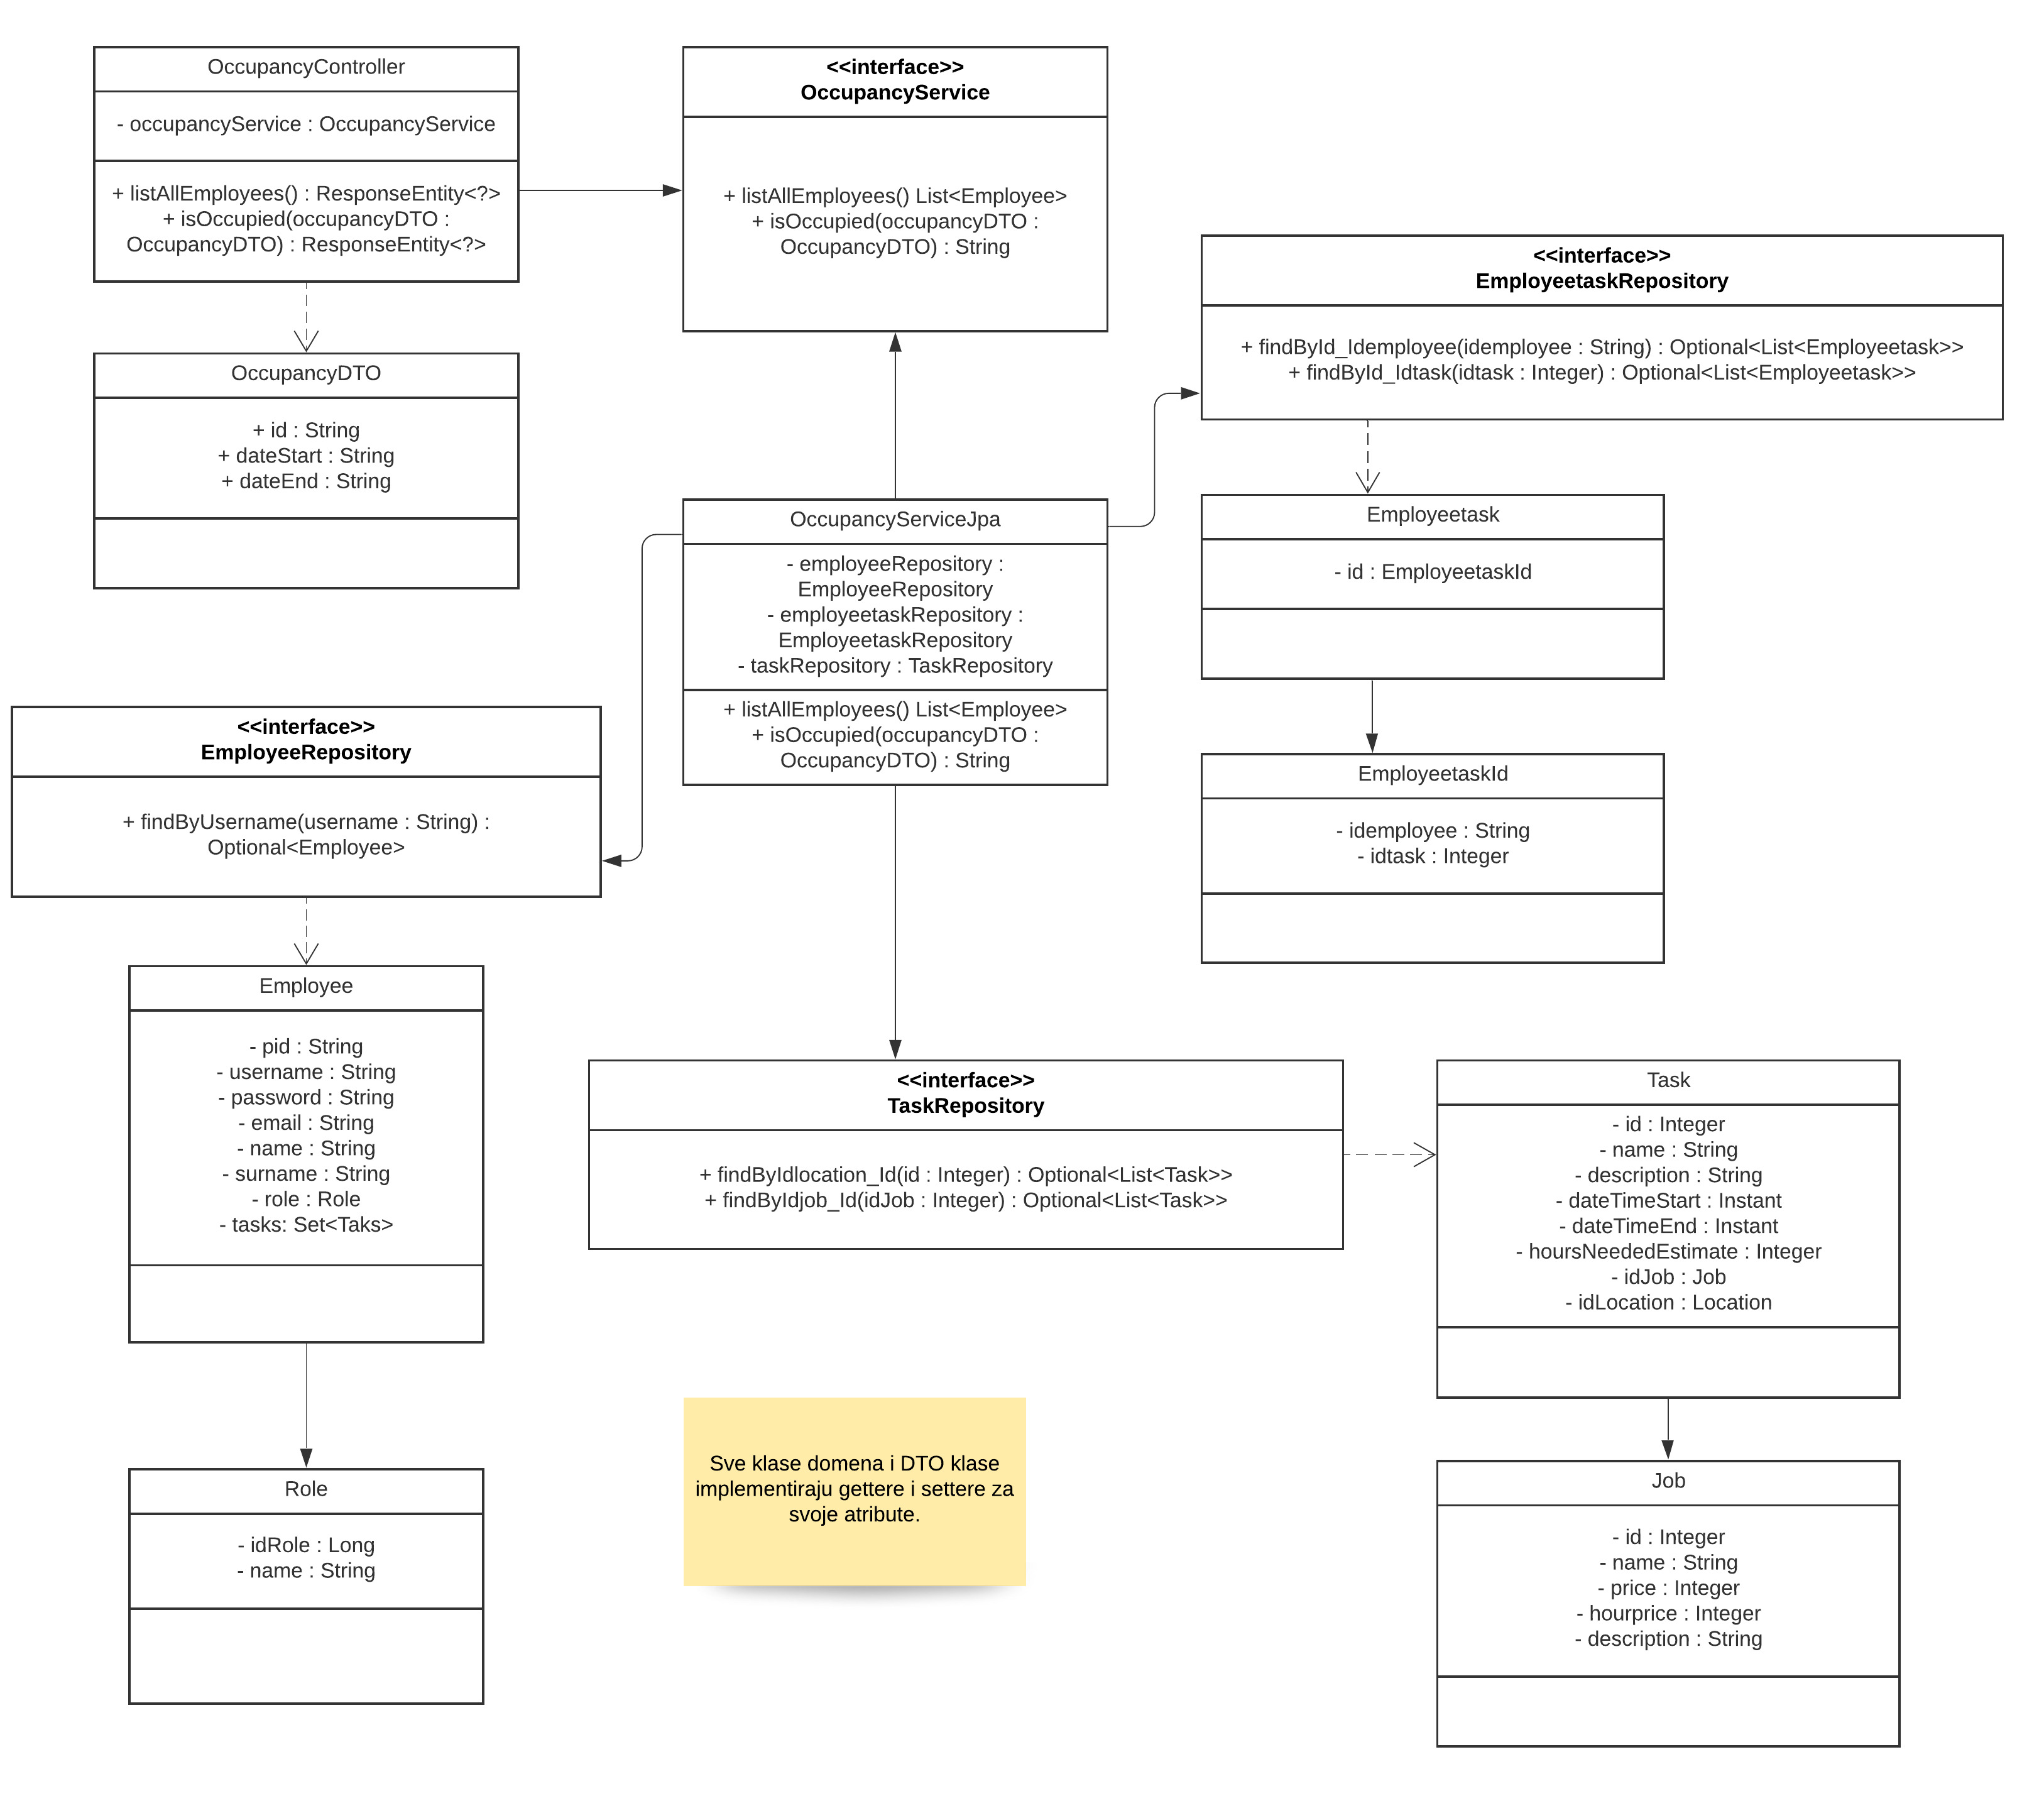 OccupancyController
- occupancyService : OccupancyService
+ listAllEmployees() : ResponseEntity<?>
+ isOccupied(occupancyDTO :
OccupancyDTO) : ResponseEntity<?>
<<interface>>
OccupancyService
+ listAllEmployees() List<Employee>
+ isOccupied(occupancyDTO :
OccupancyDTO) : String
<<interface>>
EmployeetaskRepository
+ findById_Idemployee(idemployee : String) : Optional<List<Employeetask>>
+ findById_Idtask(idtask : Integer) : Optional<List<Employeetask>>
OccupancyDTO
+ id : String
+ dateStart : String
+ dateEnd : String
OccupancyServiceJpa
- employeeRepository :
EmployeeRepository
- employeetaskRepository :
EmployeetaskRepository
- taskRepository : TaskRepository
+ listAllEmployees() List<Employee>
+ isOccupied(occupancyDTO :
OccupancyDTO) : String
Employeetask
- id : EmployeetaskId
EmployeetaskId
- idemployee : String
- idtask : Integer
<<interface>>
EmployeeRepository
+ findByUsername(username : String) :
Optional<Employee>
Employee
- pid : String
- username : String
- password : String
- email : String
- name : String
- surname : String
- role : Role
- tasks: Set<Taks>
<<interface>>
TaskRepository
+ findByIdlocation_Id(id : Integer) : Optional<List<Task>>
+ findByIdjob_Id(idJob : Integer) : Optional<List<Task>>
Task
- id : Integer
- name : String
- description : String
- dateTimeStart : Instant
- dateTimeEnd : Instant
- hoursNeededEstimate : Integer
- idJob : Job
- idLocation : Location
Role
- idRole : Long
- name : String
Sve klase domena i DTO klase
implementiraju gettere i settere za
svoje atribute.
Job
- id : Integer
- name : String
- price : Integer
- hourprice : Integer
- description : String